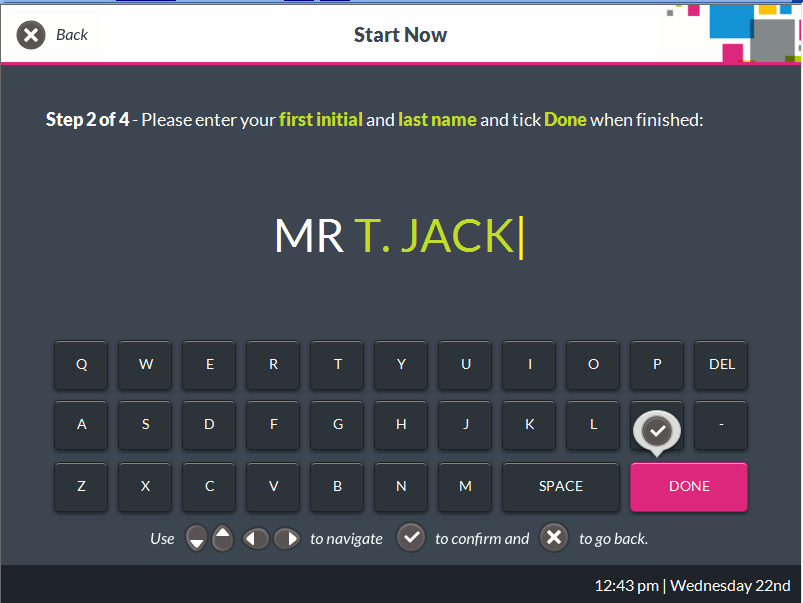 Back
Start Now
Step 2 of 4 - Please enter your first initial and last name and tick Done when finished:
MR T. JACK
Q W E R T Y U I O P DEL
A S D F G H J K L -
Z X C V B N M SPACE DONE
Use to navigate to confirm and to go back.
12:43 pm | Wednesday 22nd